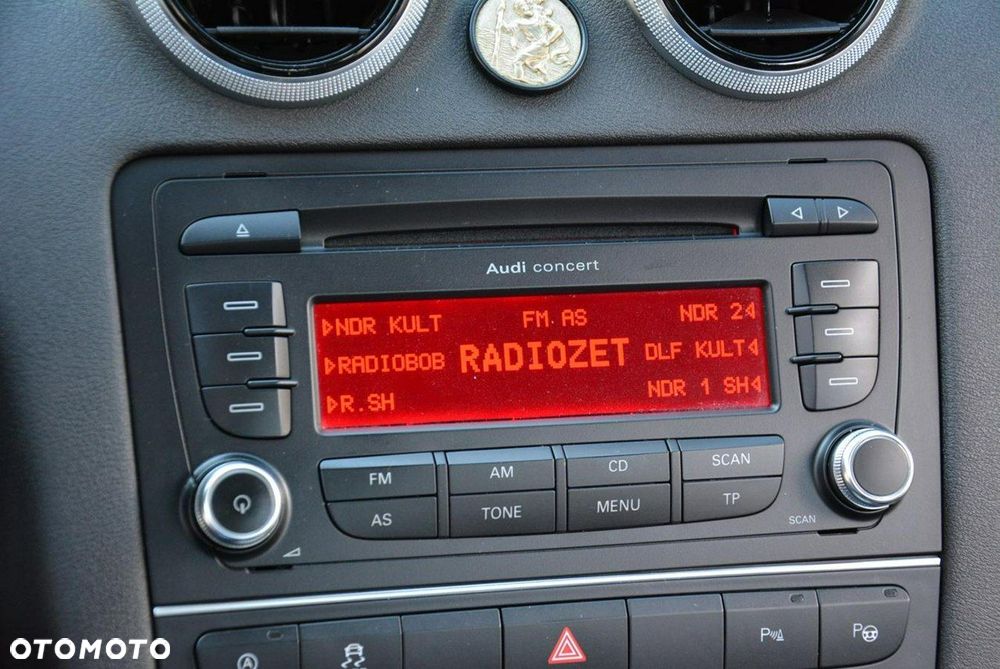 Audi concert
NDR KULT FM AS NDR 2
RADIOBOB RADIOZET DLF KULT
R.SH NDR 1 SH
FM AM CD SCAN
AS TONE MENU TP
SCAN
A P P
OTOMOTO